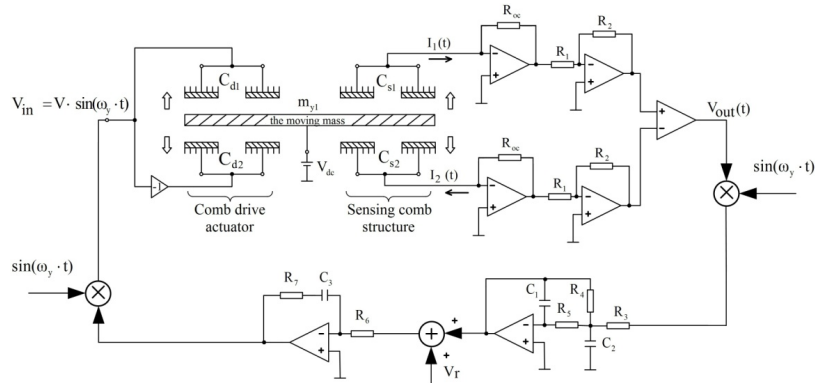 R_oc
R_2
I_1(t)
R_1
C_d1
C_s1
V_in = V· sin(ω_y· t)
m_y1
the moving mass
V_out(t)
C_d2
C_s2
V_dc
R_oc
R_2
I_2 (t)
R_1
-1
sin(ω_y· t)
Comb drive
actuator
Sensing comb
structure
sin(ω_y· t)
R_7
C_3
R_6
V_r
C_1
R_4
R_5
R_3
C_2